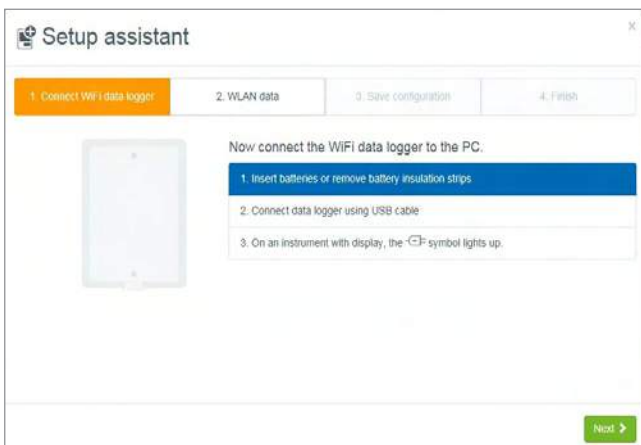 Setup assistant
x
1. Connect WiFi data logger
2. WLAN data
3. Save configuration
4. Finish
Now connect the WiFi data logger to the PC.
1. Insert batteries or remove battery insulation strips
2. Connect data logger using USB cable
3. On an instrument with display, the symbol lights up.
Next